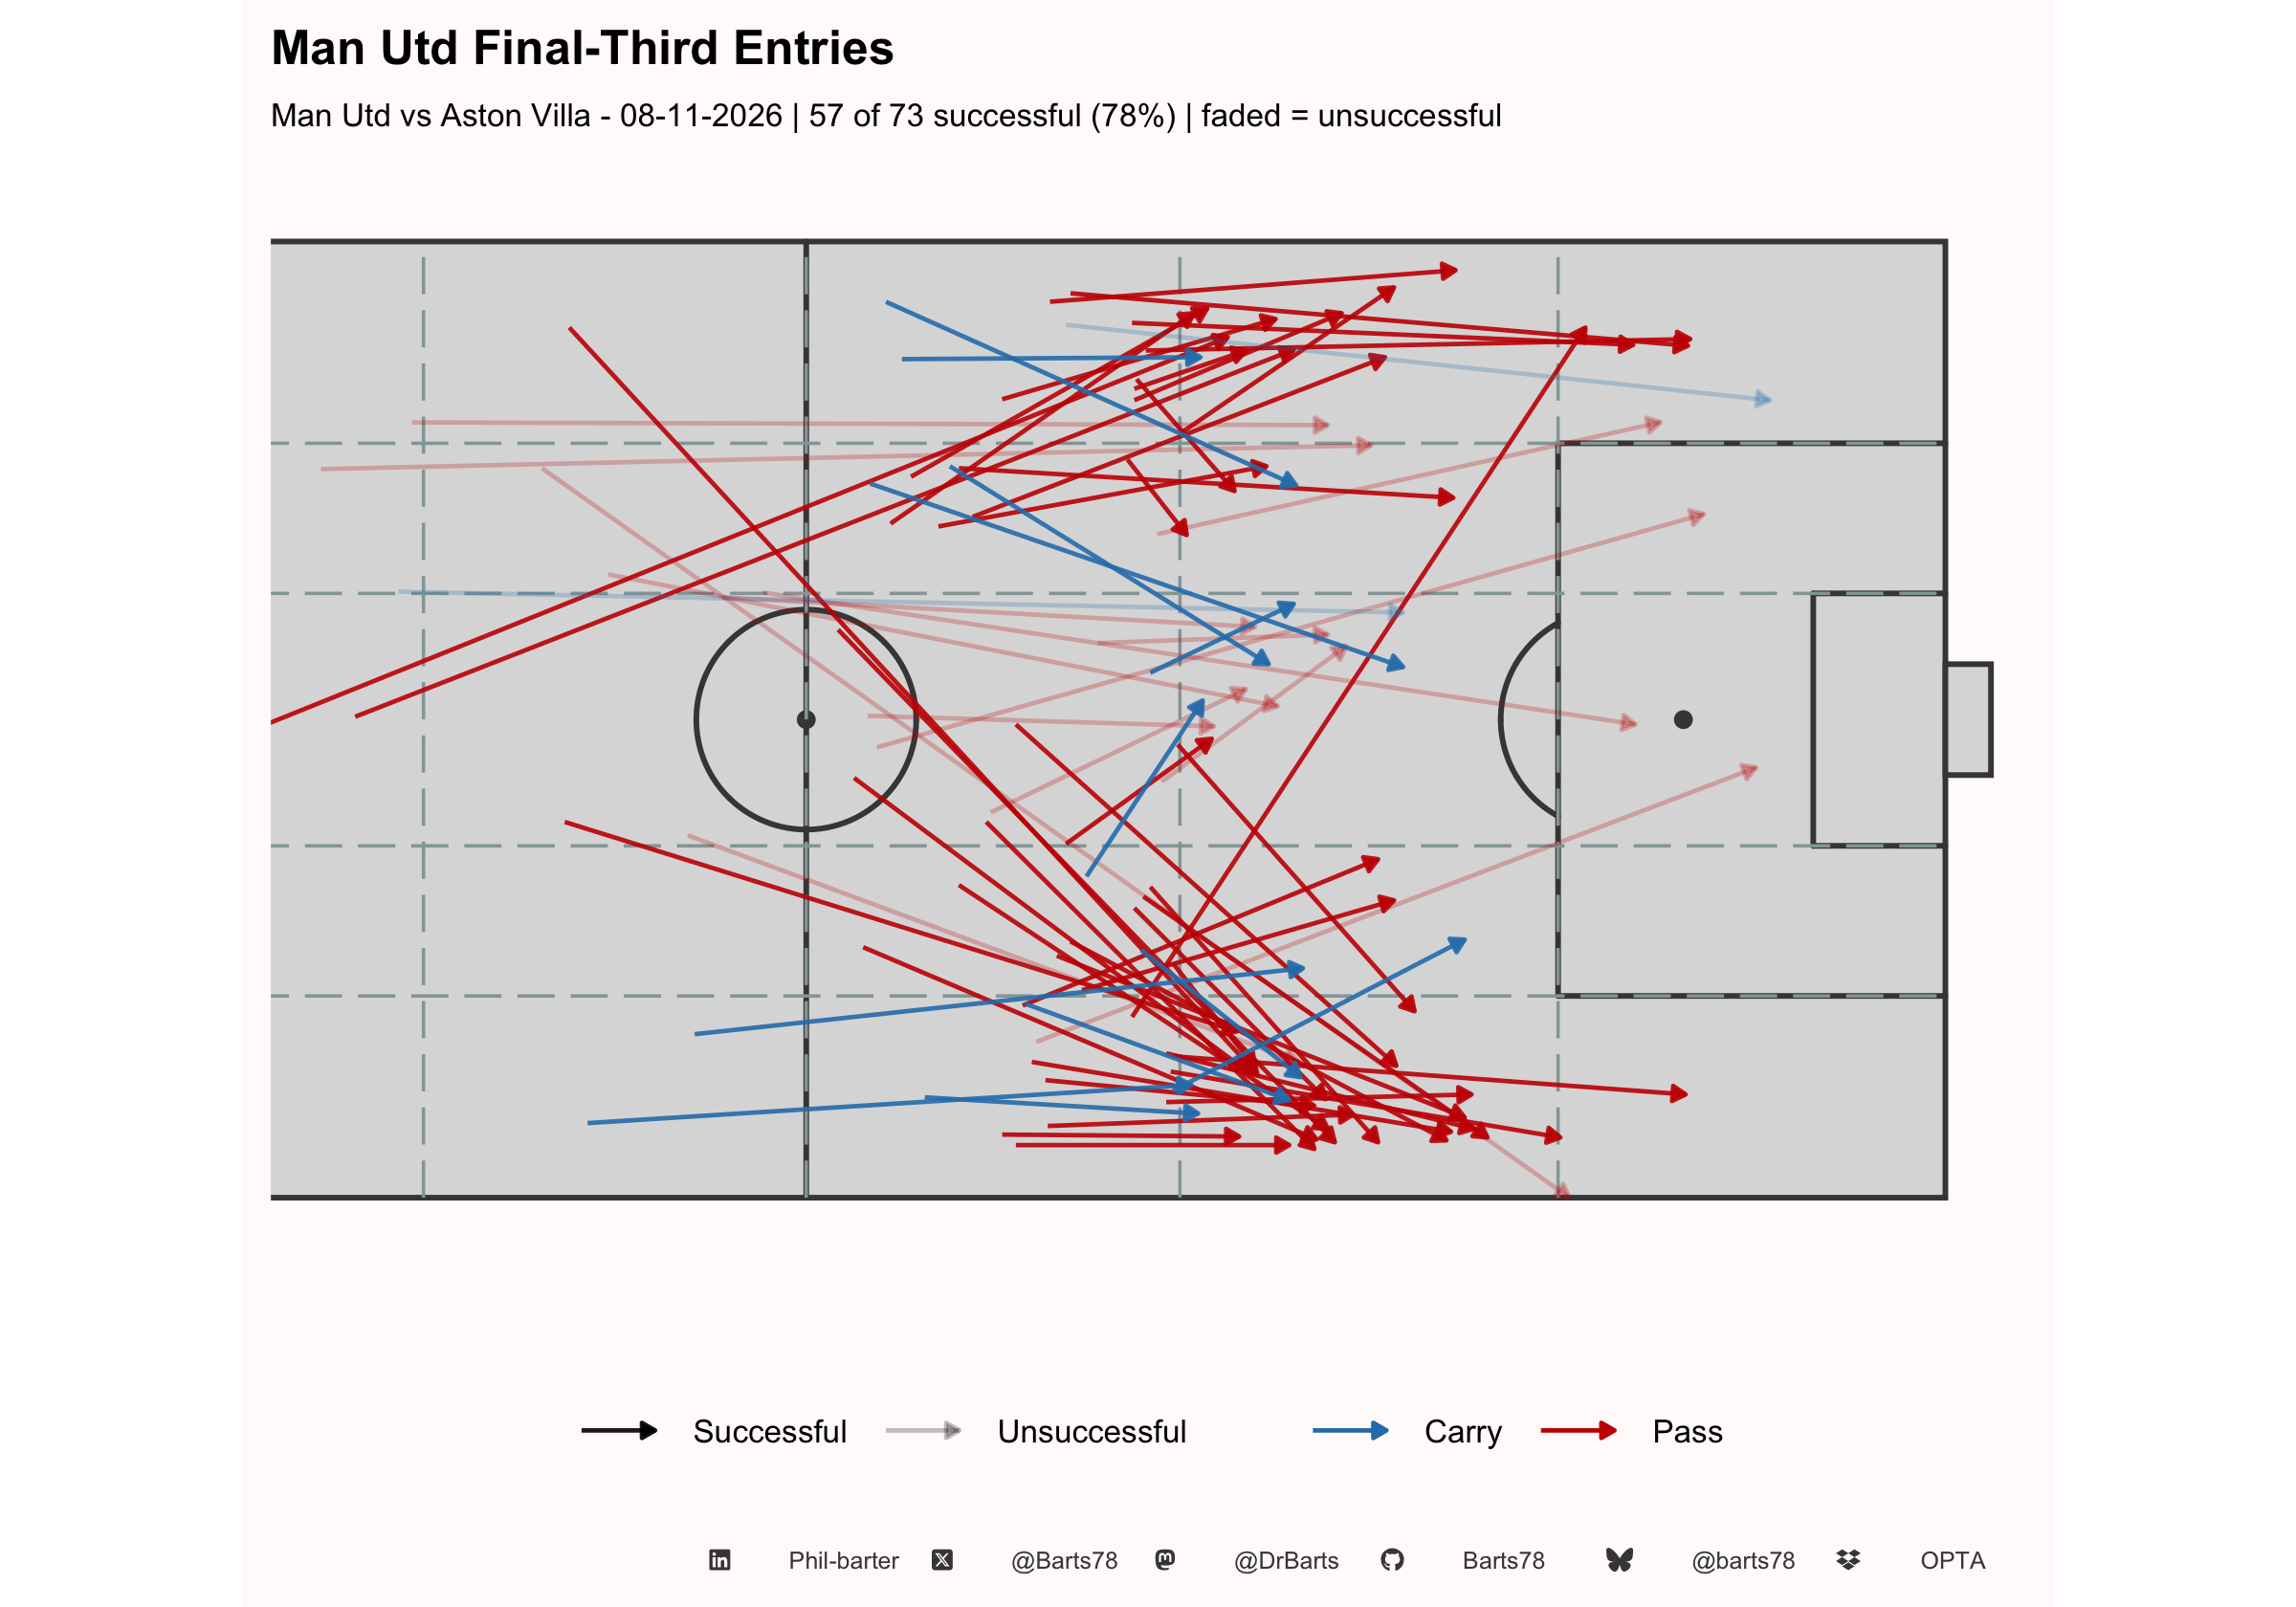 Man Utd Final-Third Entries
Man Utd vs Aston Villa - 08-11-2026 | 57 of 73 successful (78%) | faded = unsuccessful
Successful Unsuccessful Carry Pass
Phil-barter @Barts78 @DrBarts Barts78 @barts78 OPTA